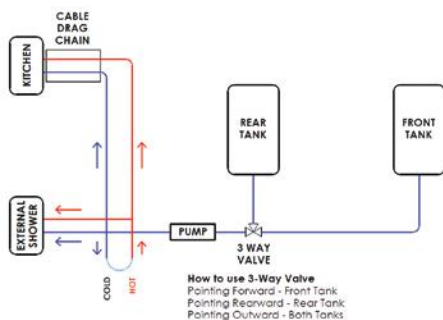 CABLE
DRAG
CHAIN
KITCHEN
REAR
TANK
FRONT
TANK
EXTERNAL
SHOWER
PUMP
3 WAY
VALVE
COLD
HOT
How to use 3-Way Valve
Pointing Forward - Front Tank
Pointing Rearward - Rear Tank
Pointing Outward - Both Tanks